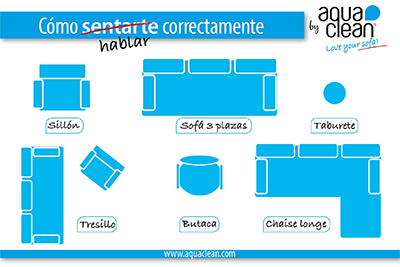 Cómo sentarte correctamente
hablar
by aqua clean®
Love your sofa!
Sillón
Sofá 3 plazas
Taburete
Tresillo
Butaca
Chaise longe
www.aquaclean.com